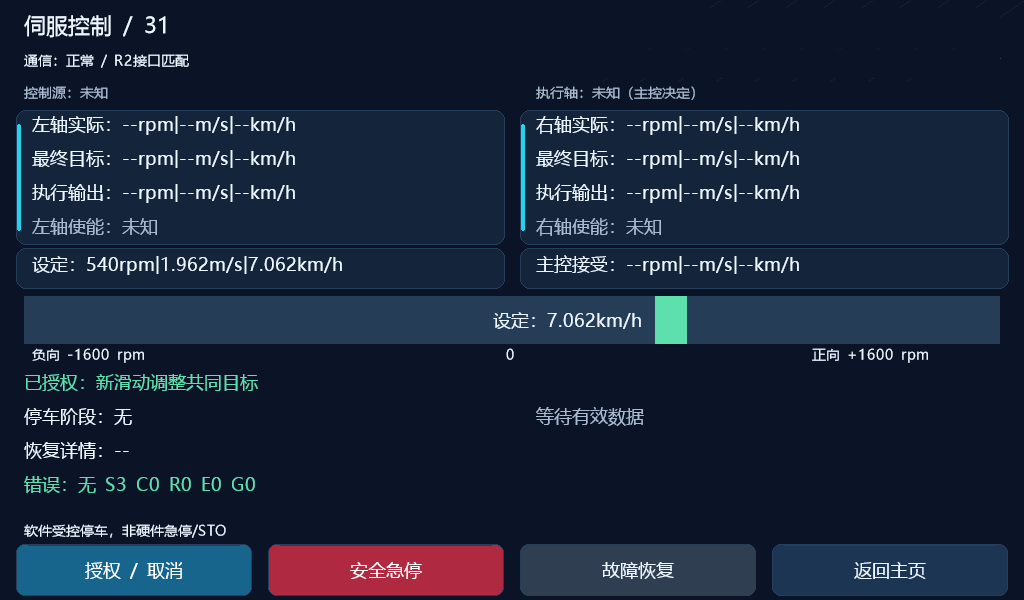 伺服控制 / 31
通信：正常 / R2接口匹配
控制源：未知
执行轴：未知（主控决定）
左轴实际：--rpm|--m/s|--km/h
最终目标：--rpm|--m/s|--km/h
执行输出：--rpm|--m/s|--km/h
左轴使能：未知
右轴实际：--rpm|--m/s|--km/h
最终目标：--rpm|--m/s|--km/h
执行输出：--rpm|--m/s|--km/h
右轴使能：未知
设定：540rpm|1.962m/s|7.062km/h
主控接受：--rpm|--m/s|--km/h
设定：7.062km/h
负向 -1600 rpm
0
正向 +1600 rpm
已授权：新滑动调整共同目标
停车阶段：无
等待有效数据
恢复详情：--
错误：无 S3 C0 R0 E0 G0
软件受控停车，非硬件急停/STO
授权 / 取消
安全急停
故障恢复
返回主页